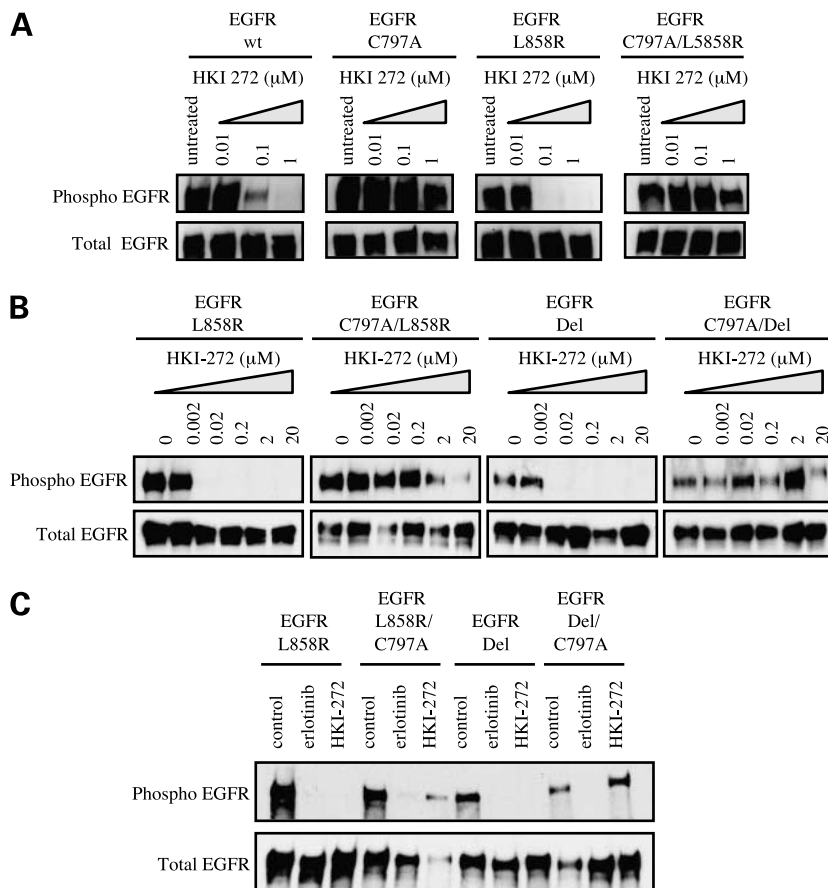 A
EGFR wt
EGFR C797A
EGFR L858R
EGFR C797A/L5858R
HKI 272 (µM)
HKI 272 (µM)
HKI 272 (µM)
HKI 272 (µM)
untreated 0.01 0.1 1
untreated 0.01 0.1 1
untreated 0.01 0.1 1
untreated 0.01 0.1 1
Phospho EGFR
Total EGFR
B
EGFR L858R
EGFR C797A/L858R
EGFR Del
EGFR C797A/Del
HKI-272 (µM)
HKI-272 (µM)
HKI-272 (µM)
HKI-272 (µM)
0 0.002 0.02 0.2 2 20
0 0.002 0.02 0.2 2 20
0 0.002 0.02 0.2 2 20
0 0.002 0.02 0.2 2 20
Phospho EGFR
Total EGFR
C
EGFR L858R
EGFR L858R/ C797A
EGFR Del
EGFR Del/ C797A
control erlotinib HKI-272
control erlotinib HKI-272
control erlotinib HKI-272
control erlotinib HKI-272
Phospho EGFR
Total EGFR